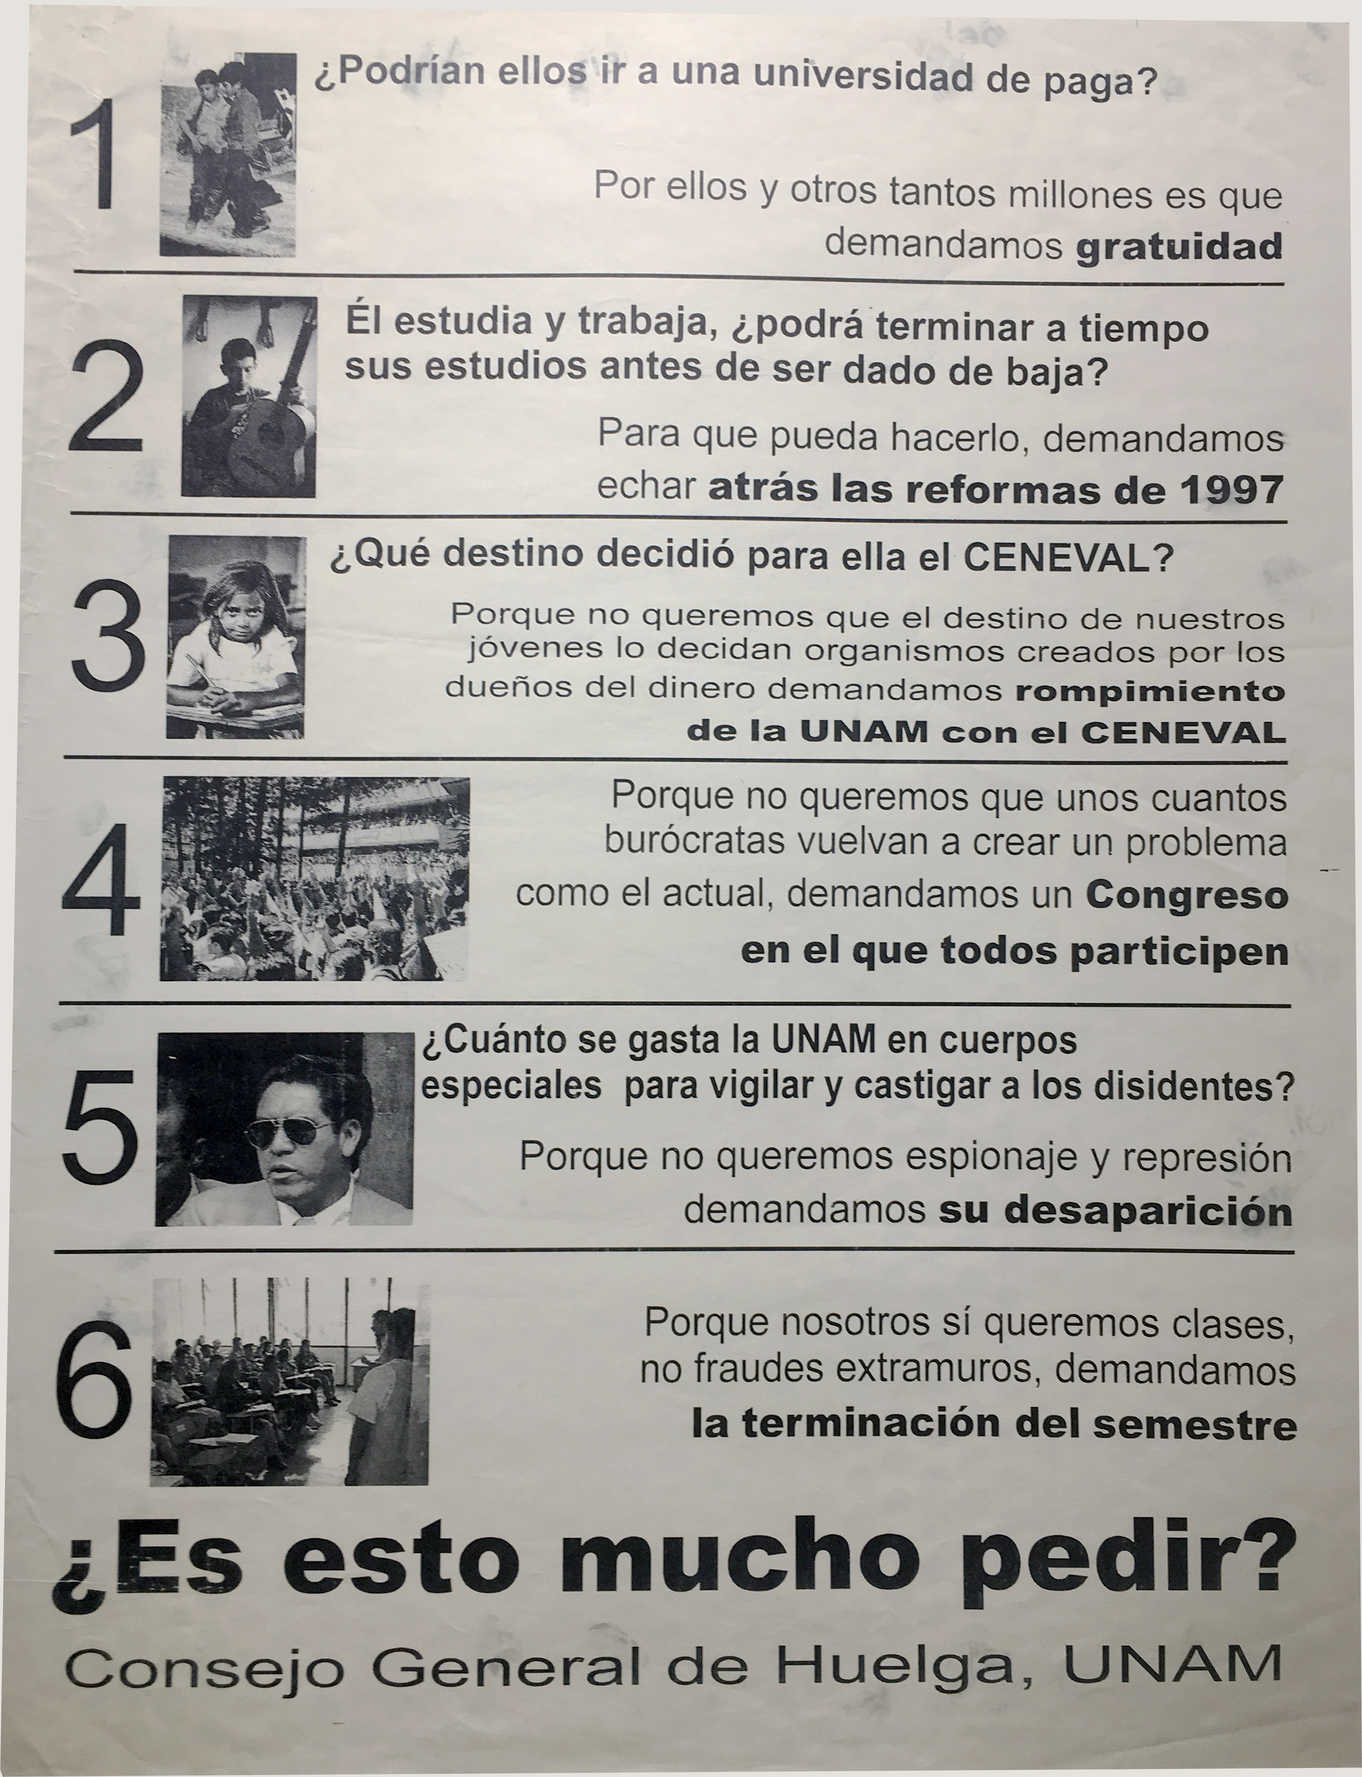 1
¿Podrían ellos ir a una universidad de paga?
Por ellos y otros tantos millones es que
demandamos gratuidad
2
Él estudia y trabaja, ¿podrá terminar a tiempo
sus estudios antes de ser dado de baja?
Para que pueda hacerlo, demandamos
echar atrás las reformas de 1997
3
¿Qué destino decidió para ella el CENEVAL?
Porque no queremos que el destino de nuestros
jóvenes lo decidan organismos creados por los
dueños del dinero demandamos rompimiento
de la UNAM con el CENEVAL
4
Porque no queremos que unos cuantos
burócratas vuelvan a crear un problema
como el actual, demandamos un Congreso
en el que todos participen
5
¿Cuánto se gasta la UNAM en cuerpos
especiales para vigilar y castigar a los disidentes?
Porque no queremos espionaje y represión
demandamos su desaparición
6
Porque nosotros sí queremos clases,
no fraudes extramuros, demandamos
la terminación del semestre
¿Es esto mucho pedir?
Consejo General de Huelga, UNAM